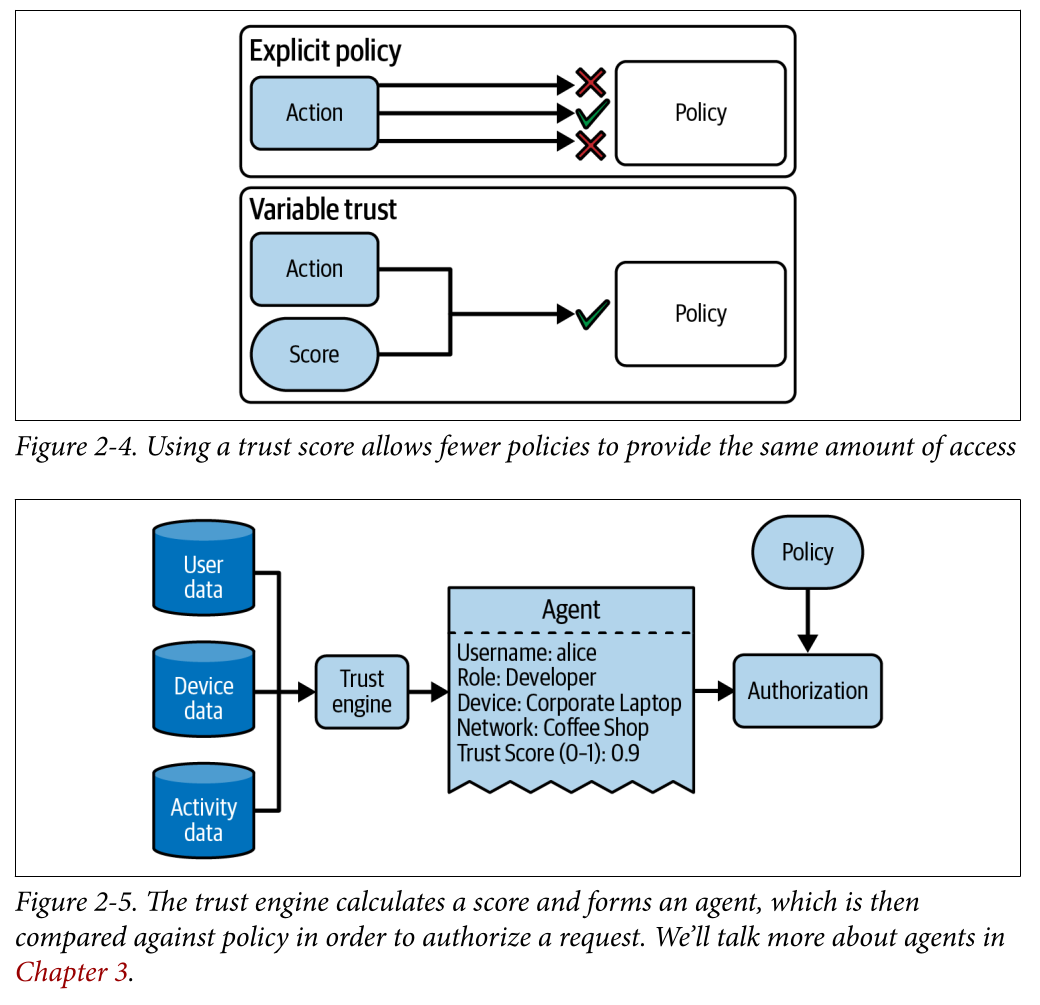 Explicit policy
Action
Policy
Variable trust
Action
Score
Policy
Figure 2-4. Using a trust score allows fewer policies to provide the same amount of access
User
data
Device
data
Activity
data
Trust
engine
Agent
Username: alice
Role: Developer
Device: Corporate Laptop
Network: Coffee Shop
Trust Score (0–1): 0.9
Policy
Authorization
Figure 2-5. The trust engine calculates a score and forms an agent, which is then
compared against policy in order to authorize a request. We’ll talk more about agents in
Chapter 3.